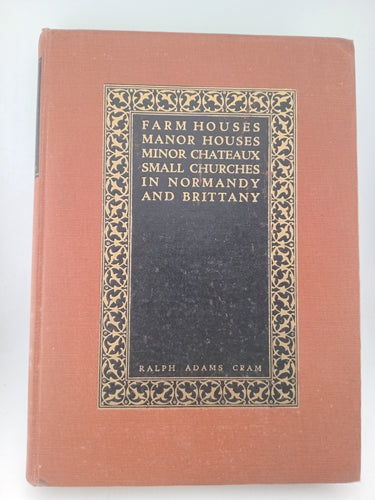 FARM HOUSES
MANOR HOUSES
MINOR CHATEAUX
SMALL CHURCHES
IN NORMANDY
AND BRITTANY
RALPH ADAMS CRAM